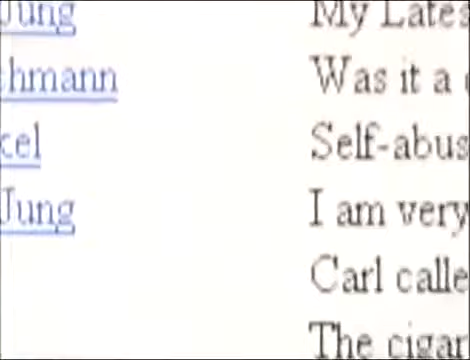 Jung My Lates
hmann Was it a
kel Self-abus
Jung I am very
Carl calle
The cigar